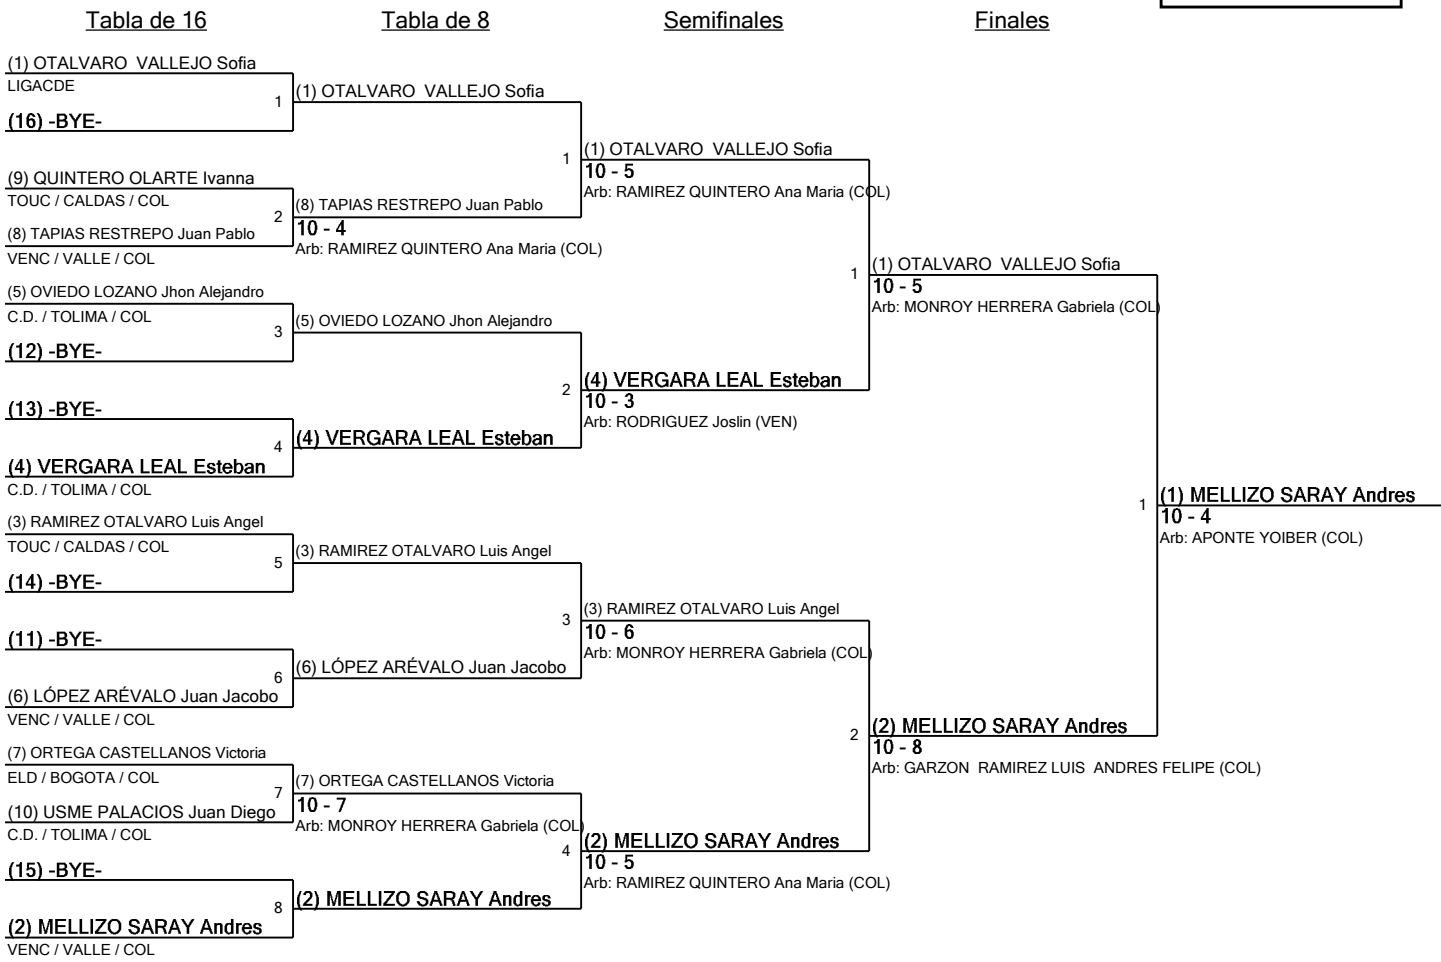 Tabla de 16
Tabla de 8
Semifinales
Finales
(1) OTALVARO  VALLEJO Sofia
LIGACDE
1
(16) -BYE-
(9) QUINTERO OLARTE Ivanna
TOUC / CALDAS / COL
2
(8) TAPIAS RESTREPO Juan Pablo
VENC / VALLE / COL
(5) OVIEDO LOZANO Jhon Alejandro
C.D. / TOLIMA / COL
3
(12) -BYE-
(13) -BYE-
4
(4) VERGARA LEAL Esteban
C.D. / TOLIMA / COL
(3) RAMIREZ OTALVARO Luis Angel
TOUC / CALDAS / COL
5
(14) -BYE-
(11) -BYE-
6
(6) LÓPEZ ARÉVALO Juan Jacobo
VENC / VALLE / COL
(7) ORTEGA CASTELLANOS Victoria
ELD / BOGOTA / COL
7
(10) USME PALACIOS Juan Diego
C.D. / TOLIMA / COL
(15) -BYE-
8
(2) MELLIZO SARAY Andres
VENC / VALLE / COL
(1) OTALVARO  VALLEJO Sofia
1
(8) TAPIAS RESTREPO Juan Pablo
10 - 4
Arb: RAMIREZ QUINTERO Ana Maria (COL)
(5) OVIEDO LOZANO Jhon Alejandro
2
(4) VERGARA LEAL Esteban
(3) RAMIREZ OTALVARO Luis Angel
3
(6) LÓPEZ ARÉVALO Juan Jacobo
(7) ORTEGA CASTELLANOS Victoria
10 - 7
Arb: MONROY HERRERA Gabriela (COL)
4
(2) MELLIZO SARAY Andres
(1) OTALVARO  VALLEJO Sofia
10 - 5
Arb: RAMIREZ QUINTERO Ana Maria (COL)
1
(4) VERGARA LEAL Esteban
10 - 3
Arb: RODRIGUEZ Joslin (VEN)
(3) RAMIREZ OTALVARO Luis Angel
10 - 6
Arb: MONROY HERRERA Gabriela (COL)
2
(2) MELLIZO SARAY Andres
10 - 5
Arb: RAMIREZ QUINTERO Ana Maria (COL)
(1) OTALVARO  VALLEJO Sofia
10 - 5
Arb: MONROY HERRERA Gabriela (COL)
1
(2) MELLIZO SARAY Andres
10 - 8
Arb: GARZON  RAMIREZ LUIS  ANDRES FELIPE (COL)
(1) MELLIZO SARAY Andres
10 - 4
Arb: APONTE YOIBER (COL)